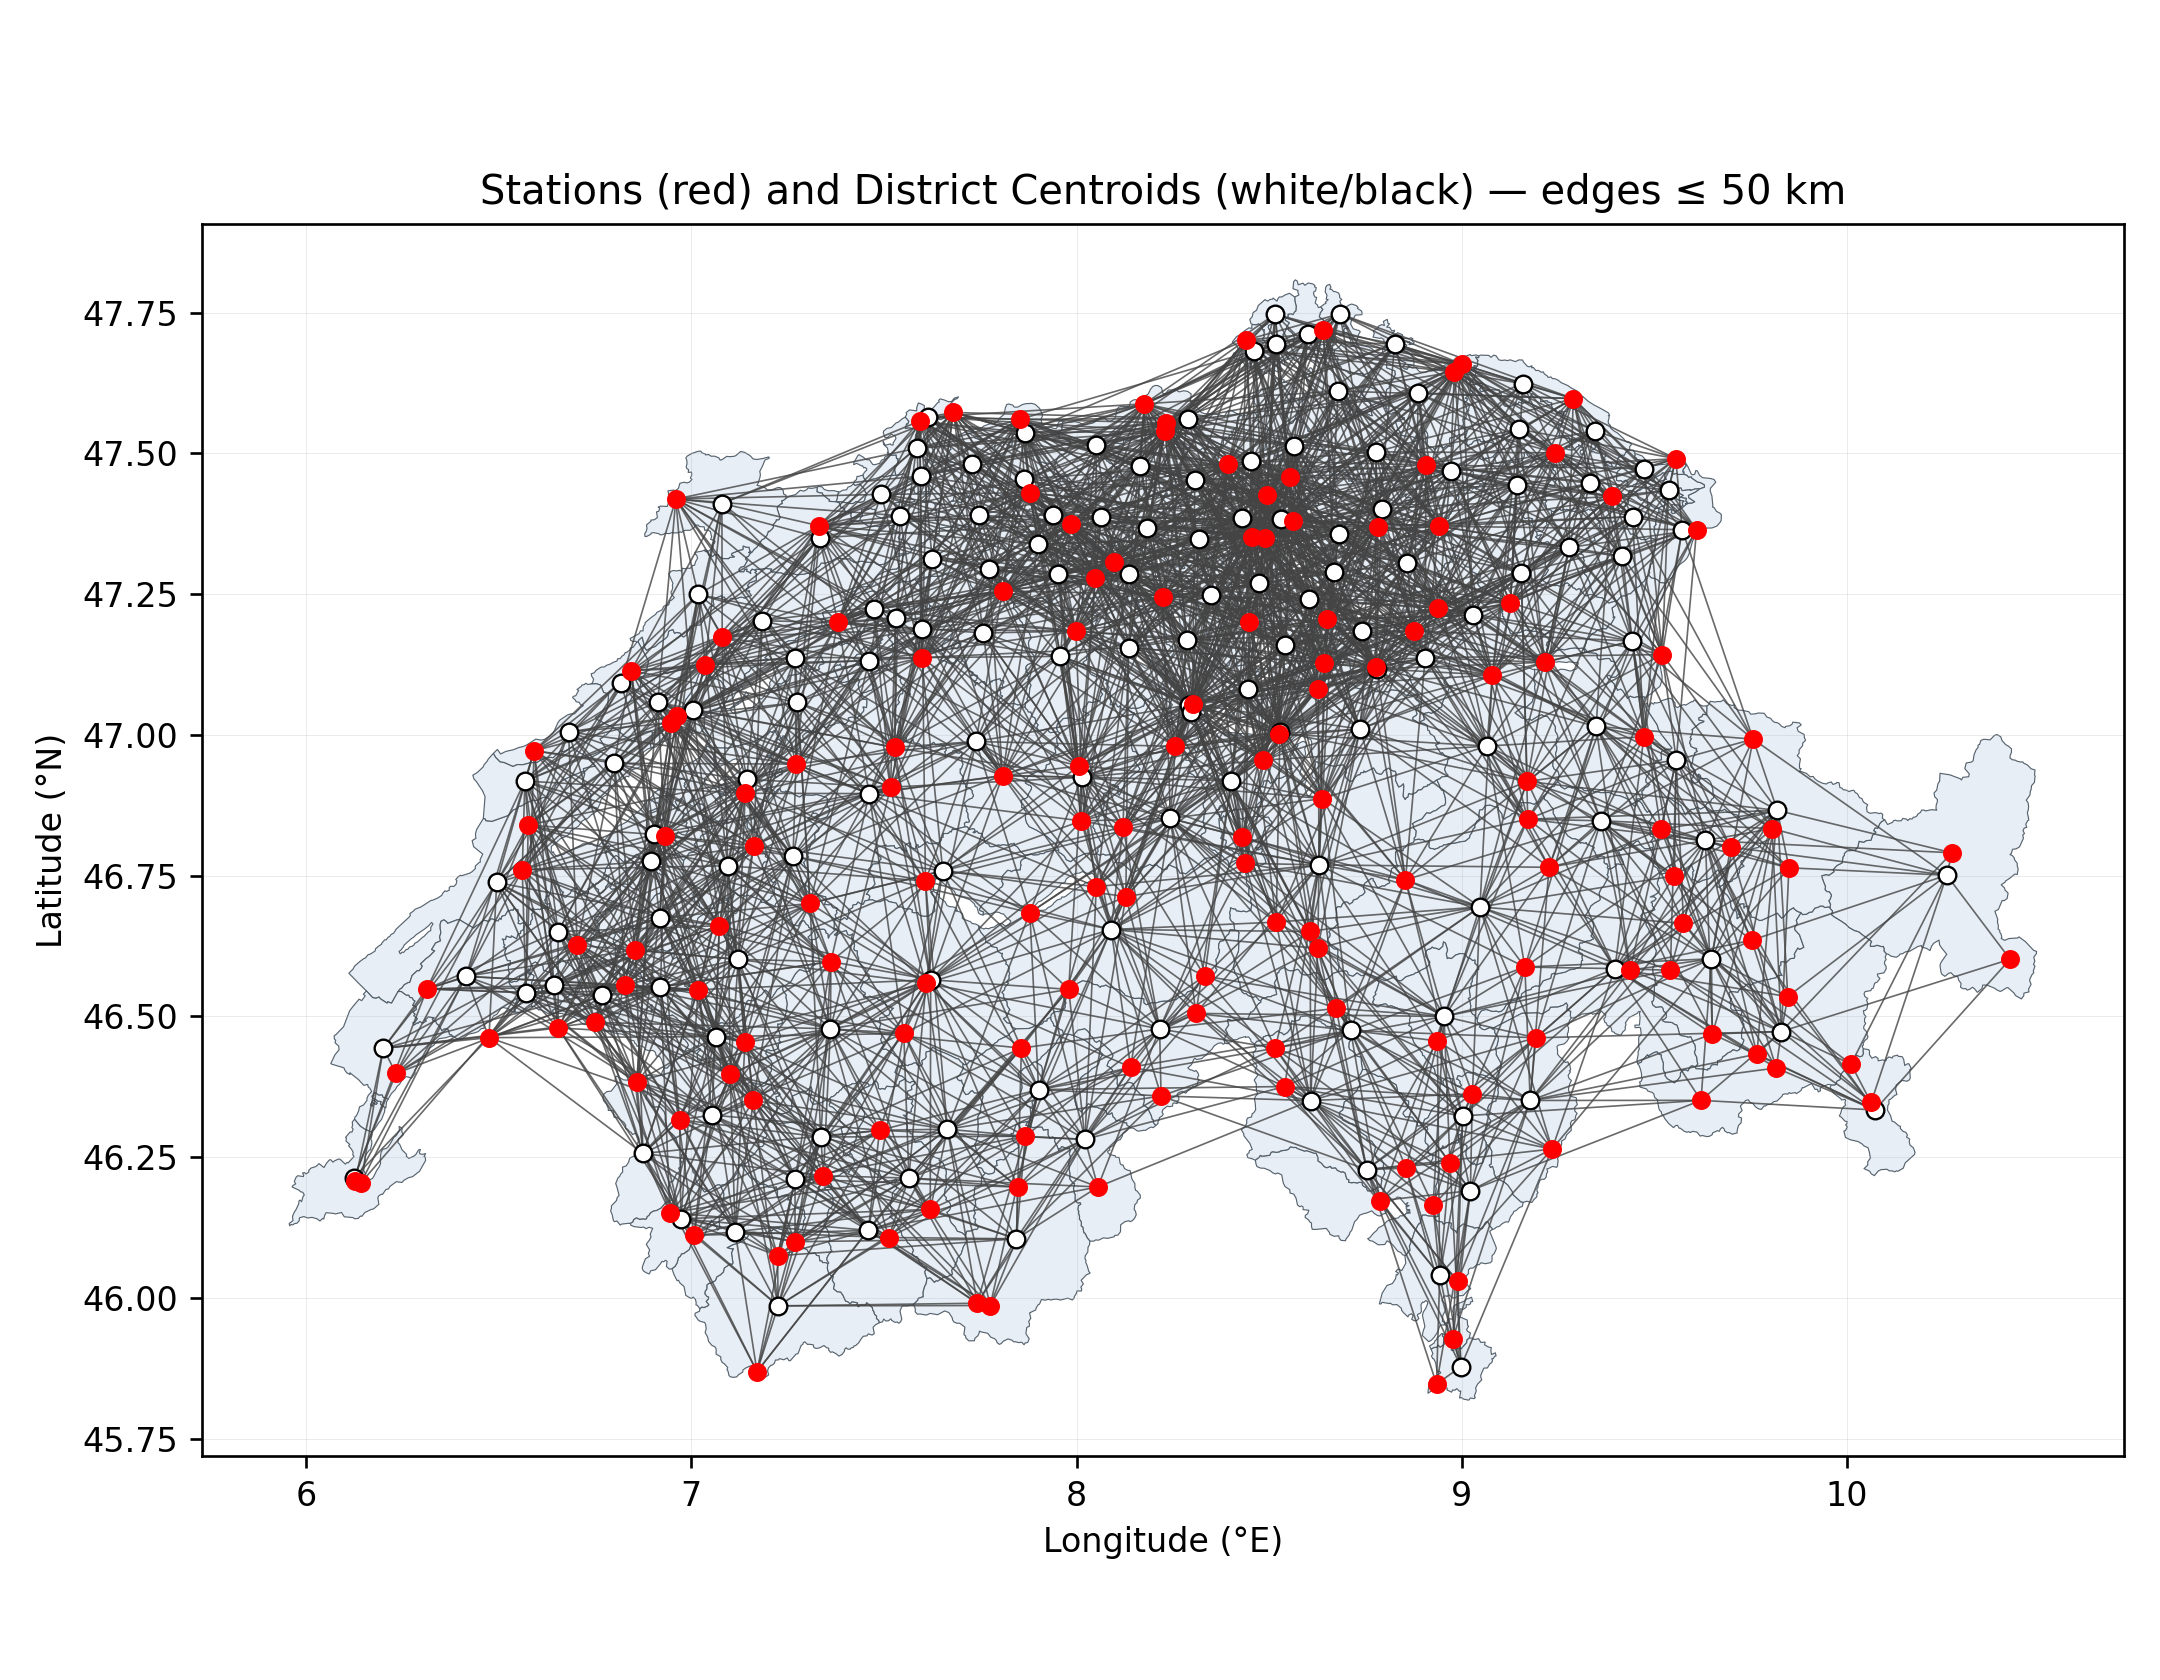 Stations (red) and District Centroids (white/black) — edges ≤ 50 km
Latitude (°N)
47.75
47.50
47.25
47.00
46.75
46.50
46.25
46.00
45.75
6 7 8 9 10
Longitude (°E)